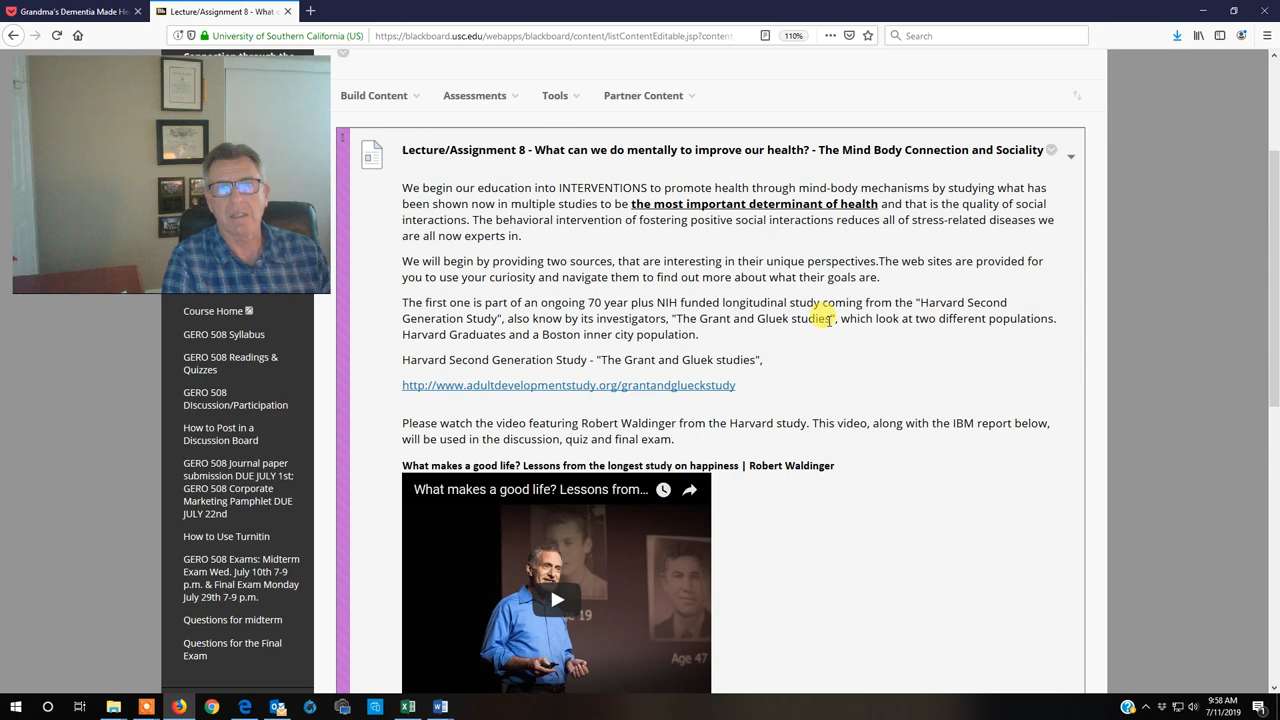 Grandma's Dementia Made He
Lecture/Assignment 8 - What c
University of Southern California (US)
https://blackboard.usc.edu/webapps/blackboard/content/listContentEditable.jsp?content_
110%
Search
Build Content
Assessments
Tools
Partner Content
Lecture/Assignment 8 - What can we do mentally to improve our health? - The Mind Body Connection and Sociality
We begin our education into INTERVENTIONS to promote health through mind-body mechanisms by studying what has
been shown now in multiple studies to be the most important determinant of health and that is the quality of social
interactions. The behavioral intervention of fostering positive social interactions reduces all of stress-related diseases we
are all now experts in.
We will begin by providing two sources, that are interesting in their unique perspectives.The web sites are provided for
you to use your curiosity and navigate them to find out more about what their goals are.
The first one is part of an ongoing 70 year plus NIH funded longitudinal study coming from the "Harvard Second
Generation Study", also know by its investigators, "The Grant and Gluek studies", which look at two different populations.
Harvard Graduates and a Boston inner city population.
Harvard Second Generation Study - "The Grant and Gluek studies",
http://www.adultdevelopmentstudy.org/grantandglueckstudy
Please watch the video featuring Robert Waldinger from the Harvard study. This video, along with the IBM report below,
will be used in the discussion, quiz and final exam.
What makes a good life? Lessons from the longest study on happiness | Robert Waldinger
What makes a good life? Lessons from...
19
Age 47
Course Home
GERO 508 Syllabus
GERO 508 Readings &
Quizzes
GERO 508
Discussion/Participation
How to Post in a
Discussion Board
GERO 508 Journal paper
submission DUE JULY 1st;
GERO 508 Corporate
Marketing Pamphlet DUE
JULY 22nd
How to Use Turnitin
GERO 508 Exams: Midterm
Exam Wed. July 10th 7-9
p.m. & Final Exam Monday
July 29th 7-9 p.m.
Questions for midterm
Questions for the Final
Exam
9:58 AM
7/11/2019